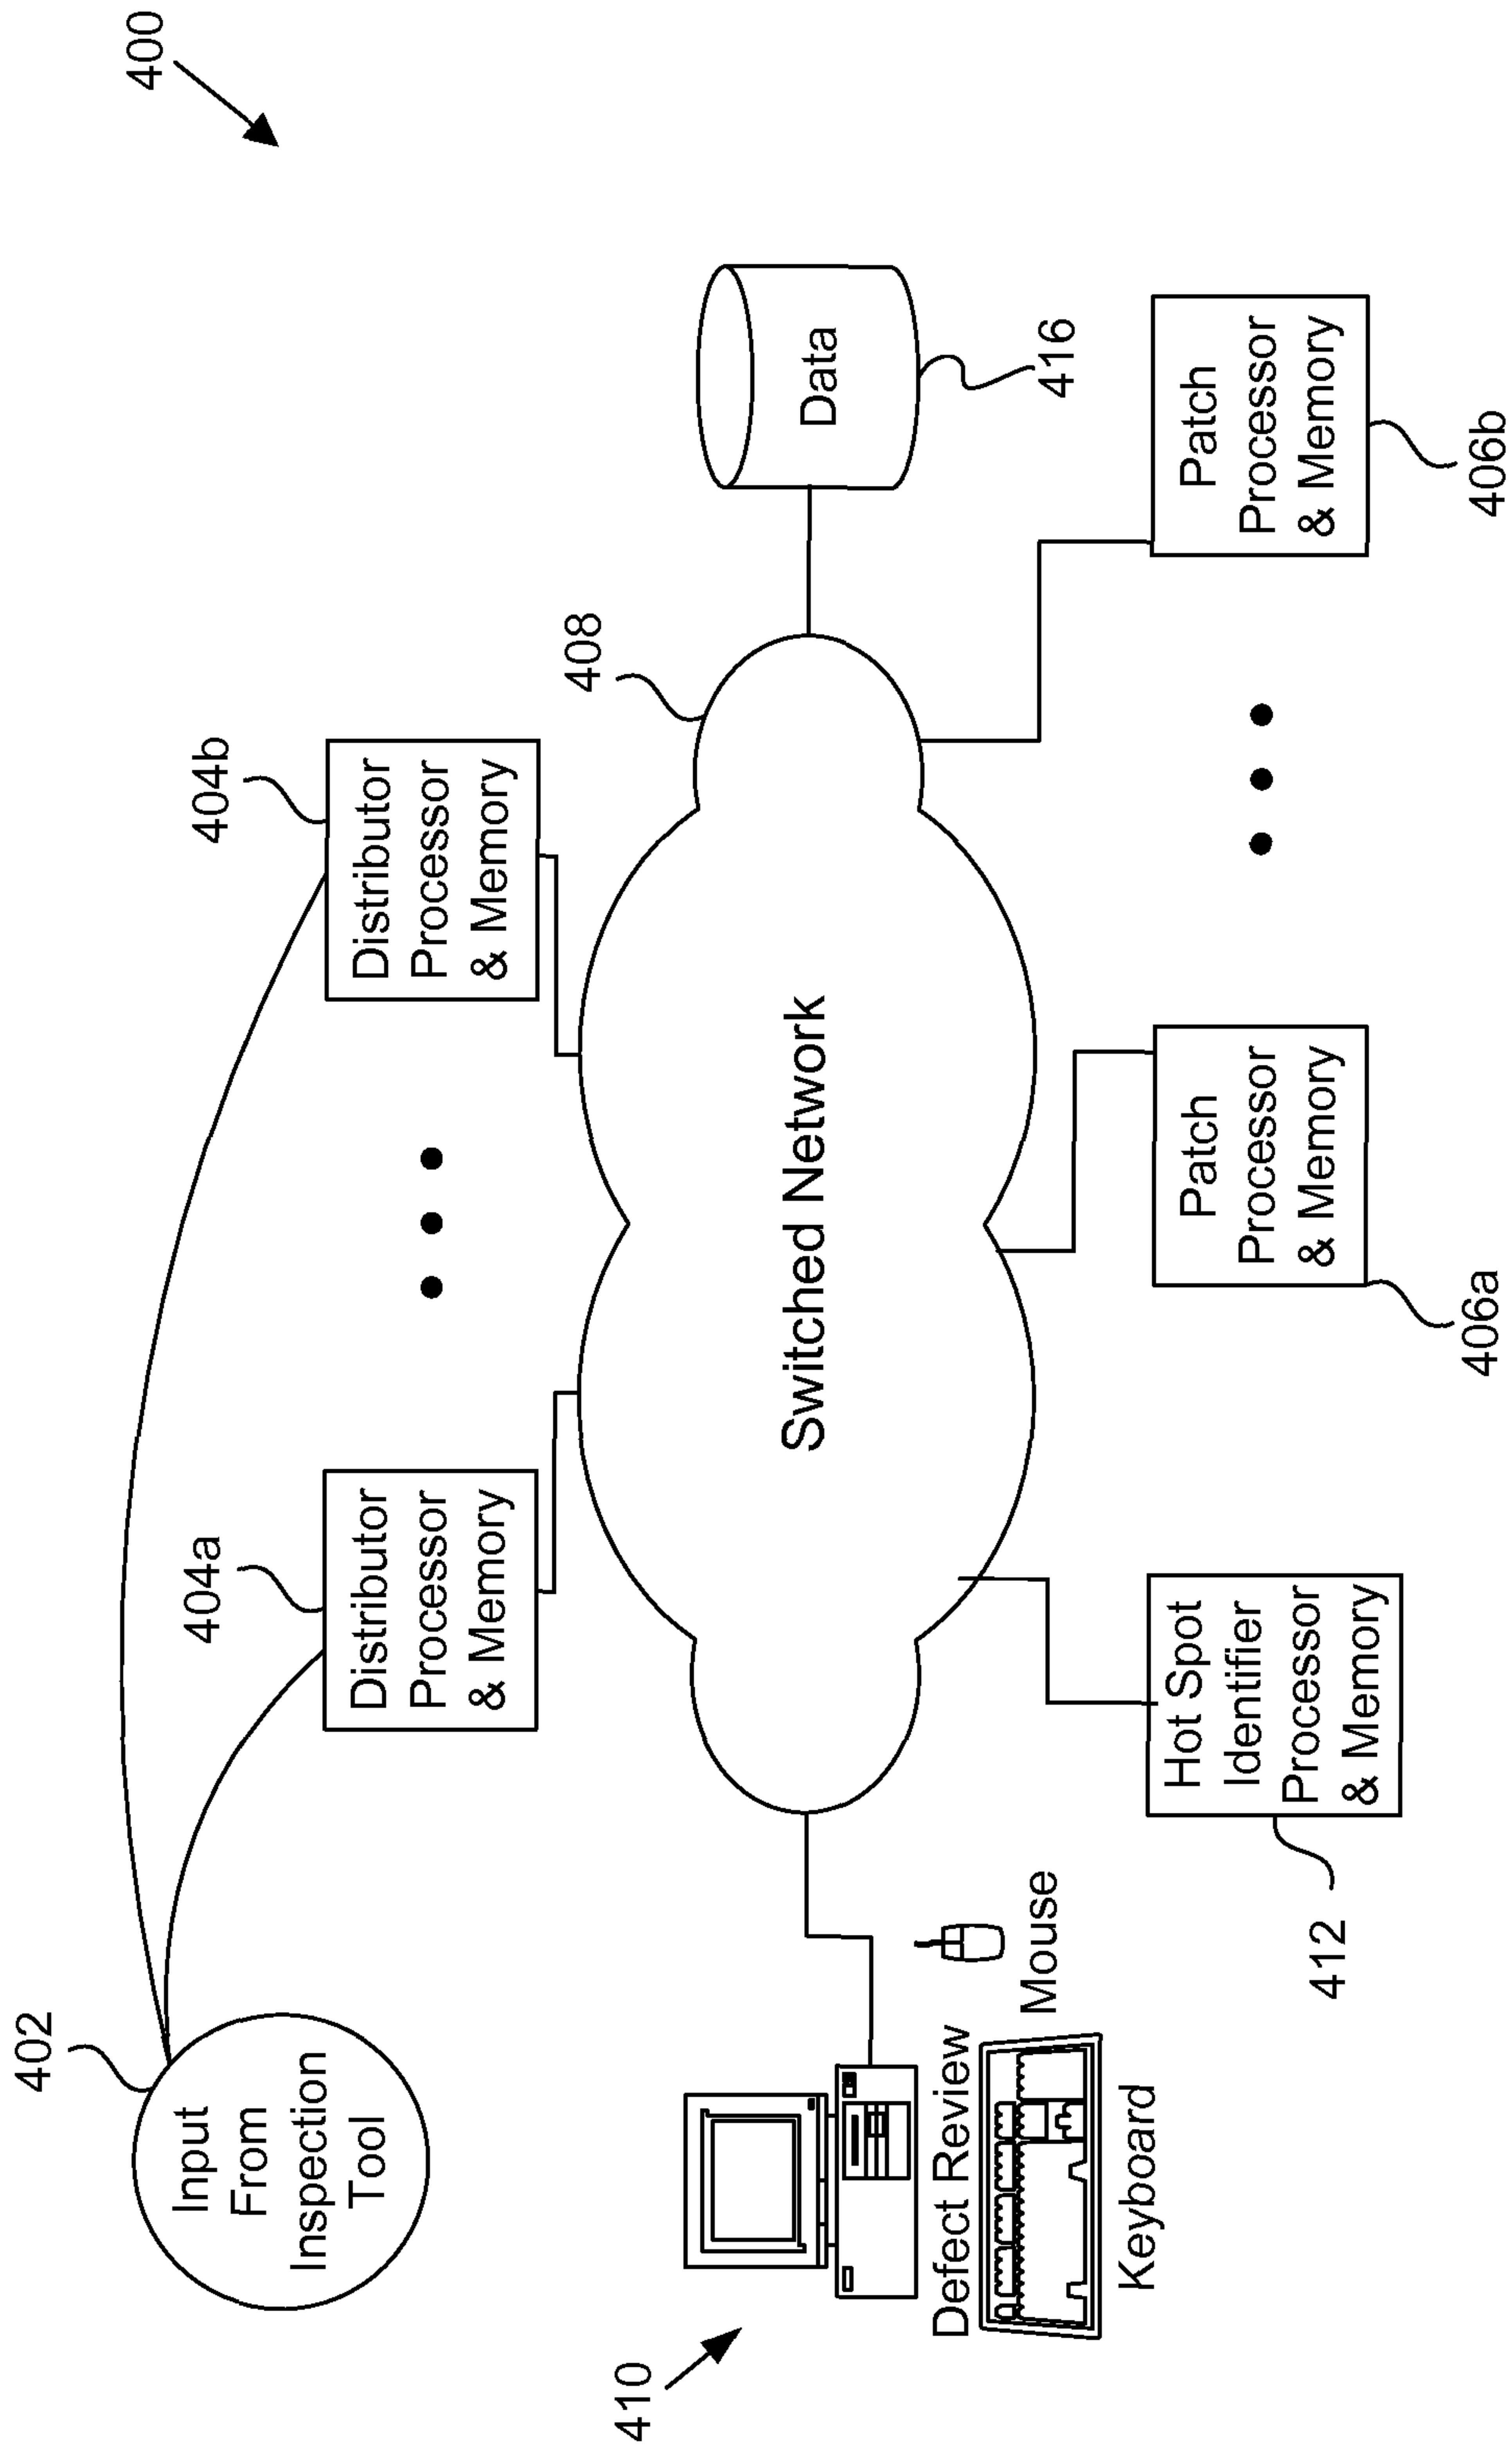 400
402
Input
From
Inspection
Tool
404a
Distributor
Processor
& Memory
404b
Distributor
Processor
& Memory
408
Switched Network
Data
416
410
Defect Review
Mouse
Keyboard
412
Hot Spot
Identifier
Processor
& Memory
Patch
Processor
& Memory
406a
Patch
Processor
& Memory
406b